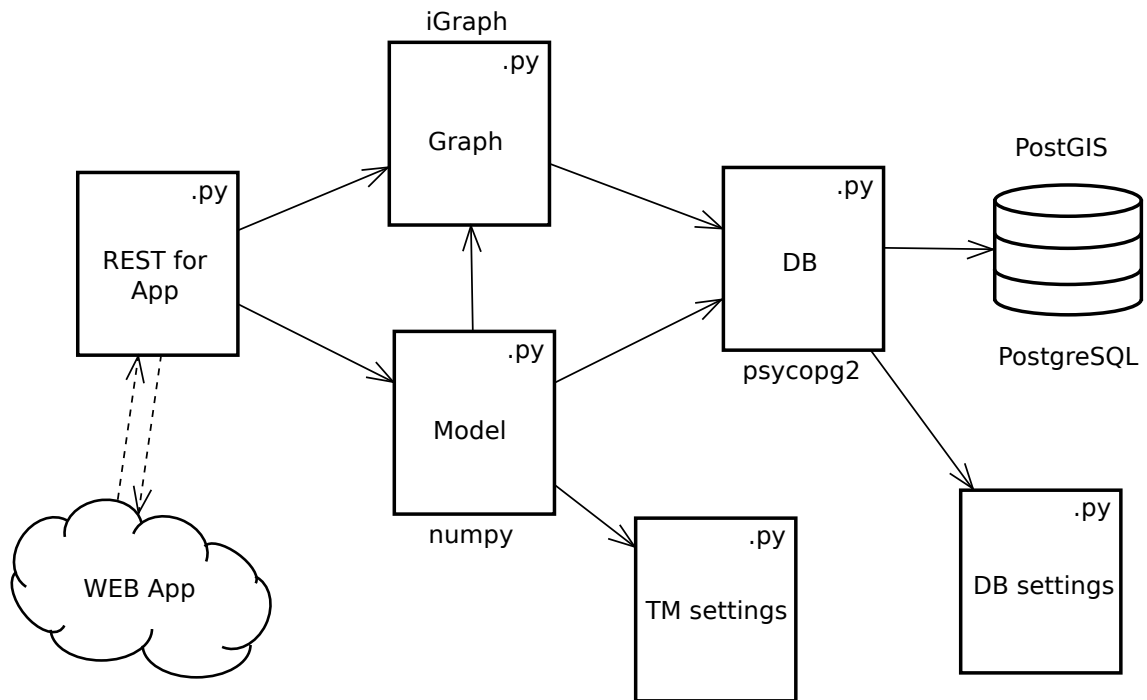 iGraph
.py
Graph
PostGIS
.py
REST for
App
.py
DB
.py
Model
psycopg2
PostgreSQL
numpy
.py
TM settings
.py
DB settings
WEB App